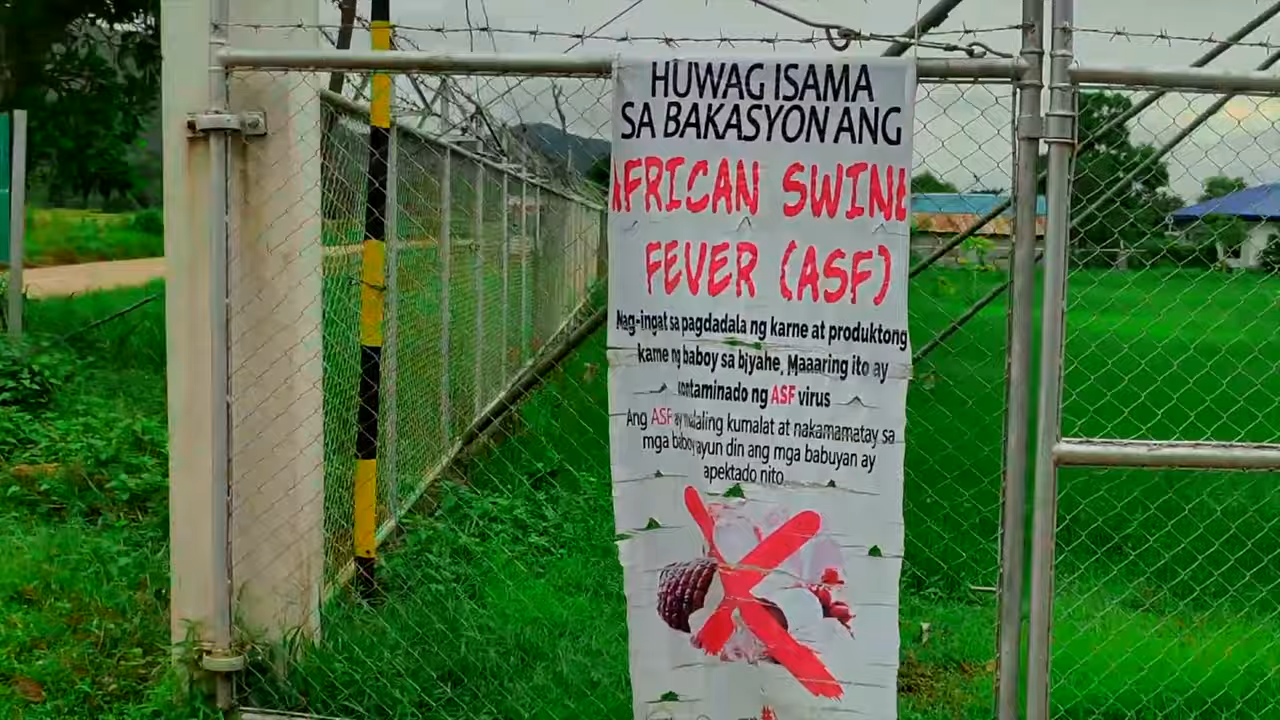 HUWAG ISAMA
SA BAKASYON ANG
AFRICAN SWINE
FEVER (ASF)
Nag-ingat sa pagdadala ng karne at produktong
karne ng baboy sa biyahe, Maaaring ito ay
kontaminado ng ASF virus
Ang ASF ay madaling kumalat at nakamamatay sa
mga baboy ayun din ang mga babuyan ay
apektado nito